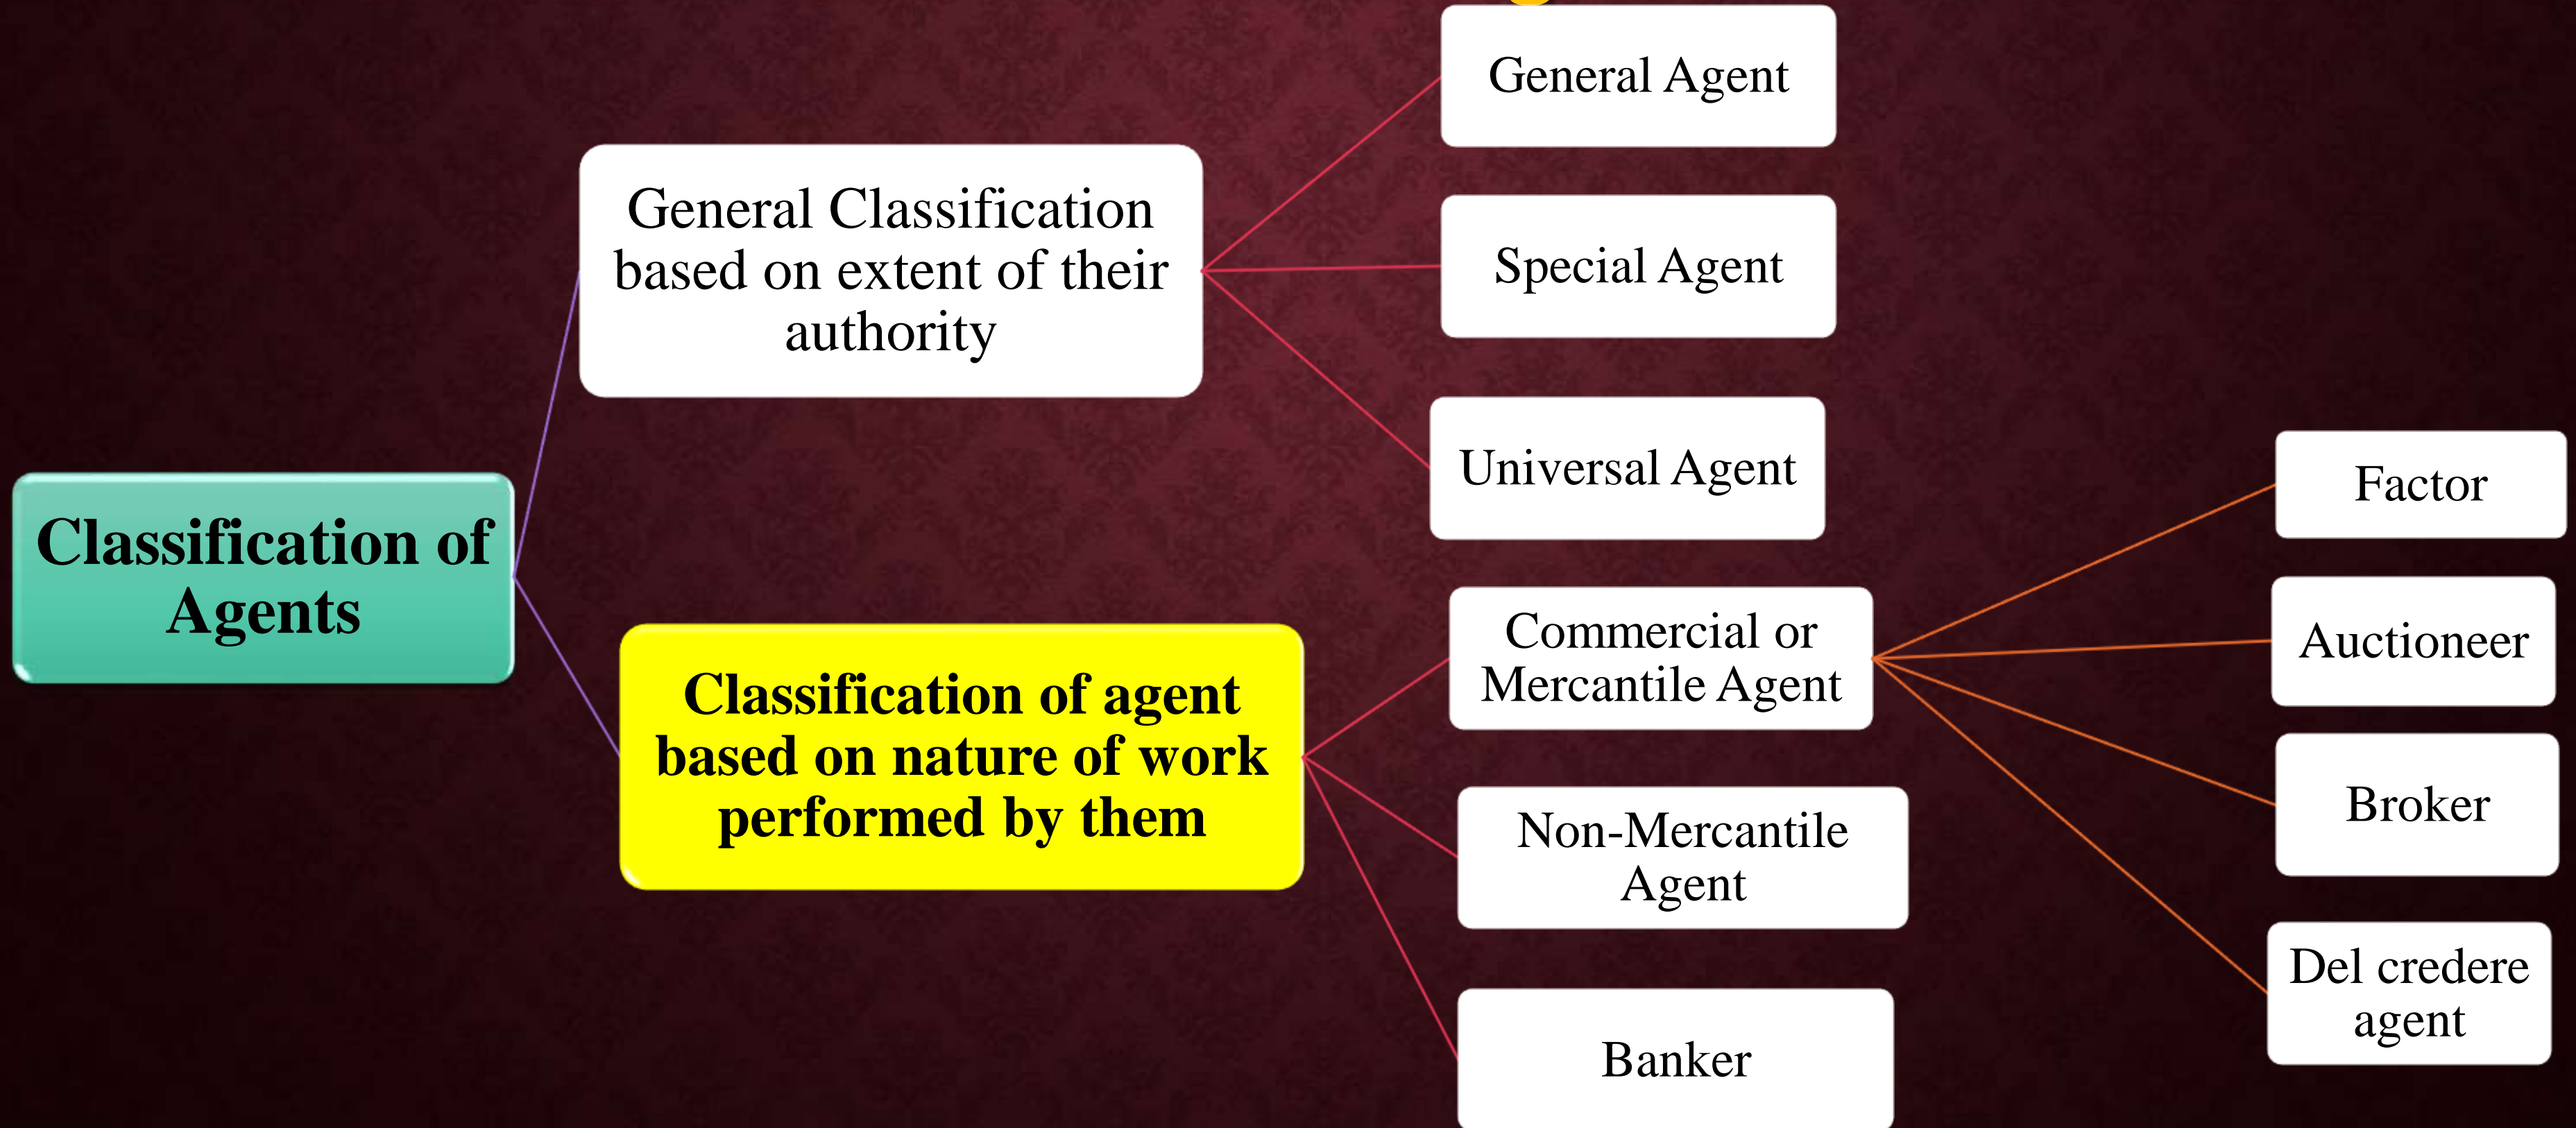 Classification of
Agents
General Classification
based on extent of their
authority
General Agent
Special Agent
Universal Agent
Classification of agent
based on nature of work
performed by them
Commercial or
Mercantile Agent
Factor
Auctioneer
Broker
Del credere
agent
Non-Mercantile
Agent
Banker